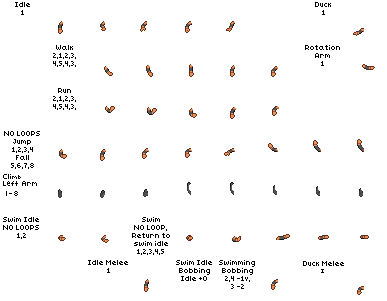 Idle
1
Duck
1
Walk
2,1,2,3,
4,5,4,3,
Rotation
Arm
1
Run
2,1,2,3,
4,5,4,3,
NO LOOPS
Jump
1,2,3,4
Fall
5,6,7,8
Climb
Left Arm
1-8
Swim Idle
NO LOOPS
1,2
Swim
NO LOOP,
Return to
swim idle
1,2,3,4,5
Swim Idle
Bobbing
Idle +0
Swimming
Bobbing
2,4 -1v,
3 -2
Idle Melee
1
Duck Melee
1